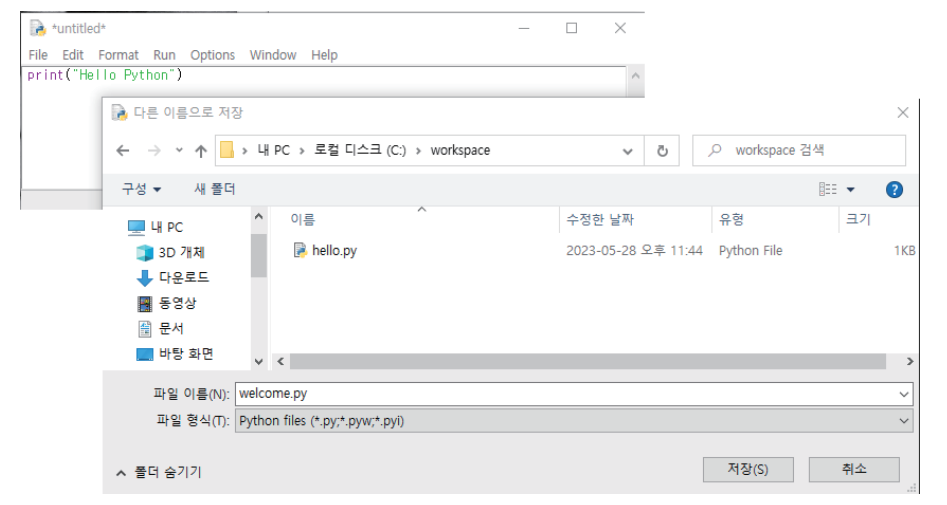 *untitled*
File Edit Format Run Options Window Help
print("Hello Python")
다른 이름으로 저장
내 PC › 로컬 디스크 (C:) › workspace
workspace 검색
구성 새 폴더
이름 수정한 날짜 유형 크기
hello.py 2023-05-28 오후 11:44 Python File 1KB
내 PC
3D 개체
다운로드
동영상
문서
바탕 화면
파일 이름(N): welcome.py
파일 형식(T): Python files (*.py;*.pyw;*.pyi)
폴더 숨기기
저장(S) 취소